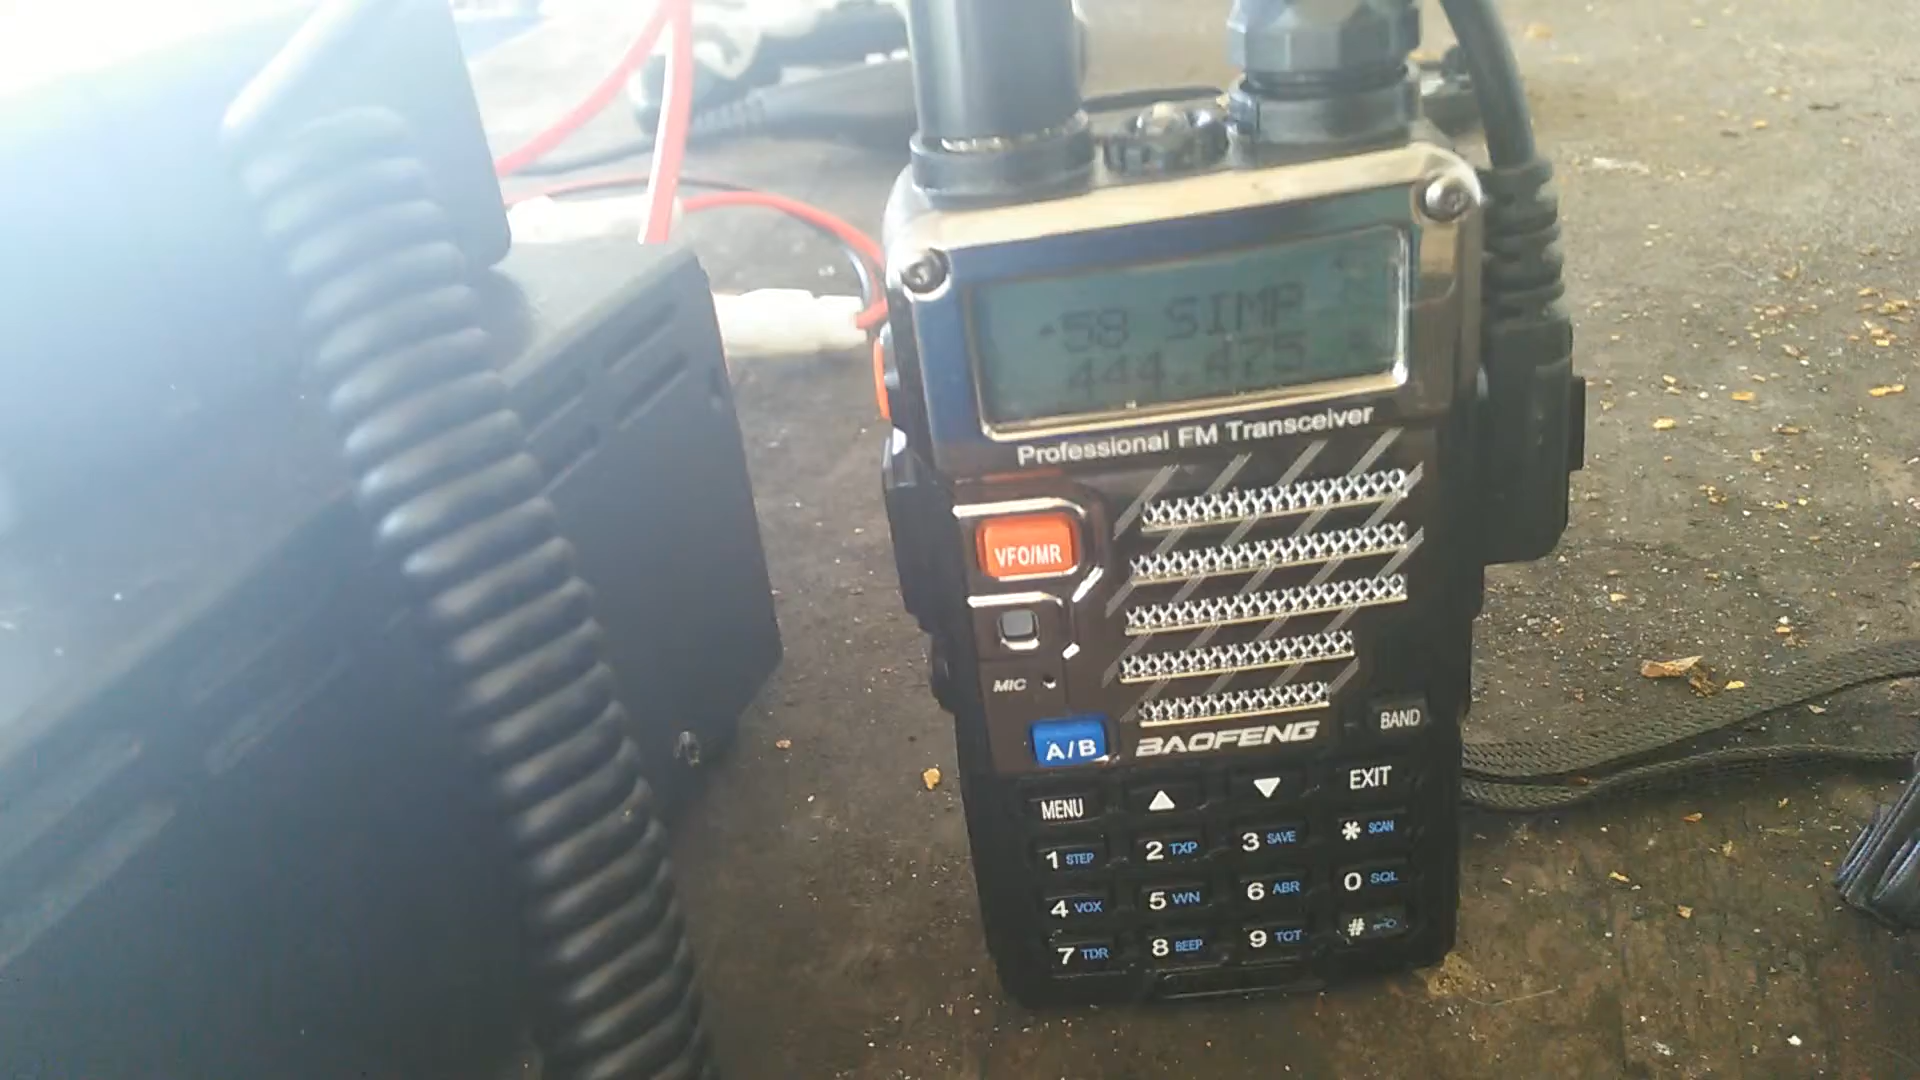 -58 SIMP
444.475
Professional FM Transceiver
VFO/MR
MIC
A/B
BAOFENG
BAND
MENU ▲ ▼ EXIT
1 STEP 2 TXP 3 SAVE * SCAN
4 VOX 5 WN 6 ABR 0 SQL
7 TDR 8 BEEP 9 TOT #